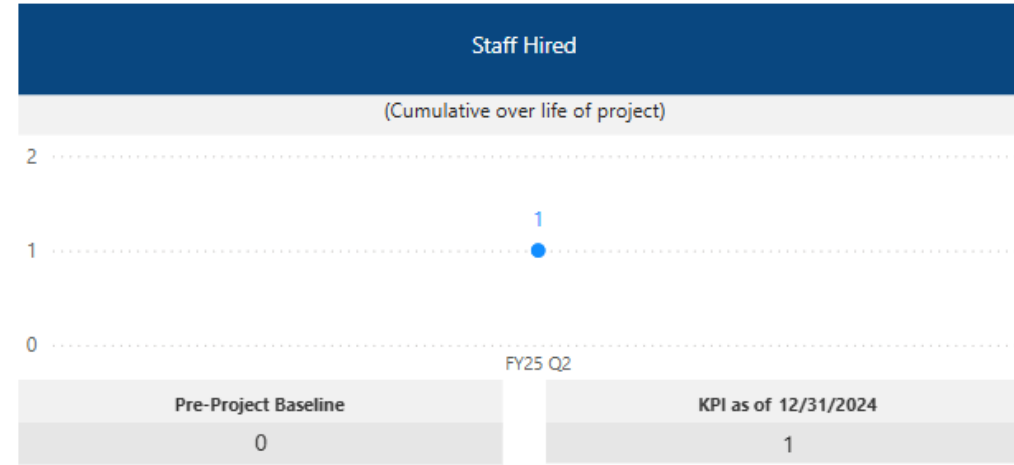 Staff Hired
(Cumulative over life of project)
2
1
1
0
FY25 Q2
Pre-Project Baseline
KPI as of 12/31/2024
0
1